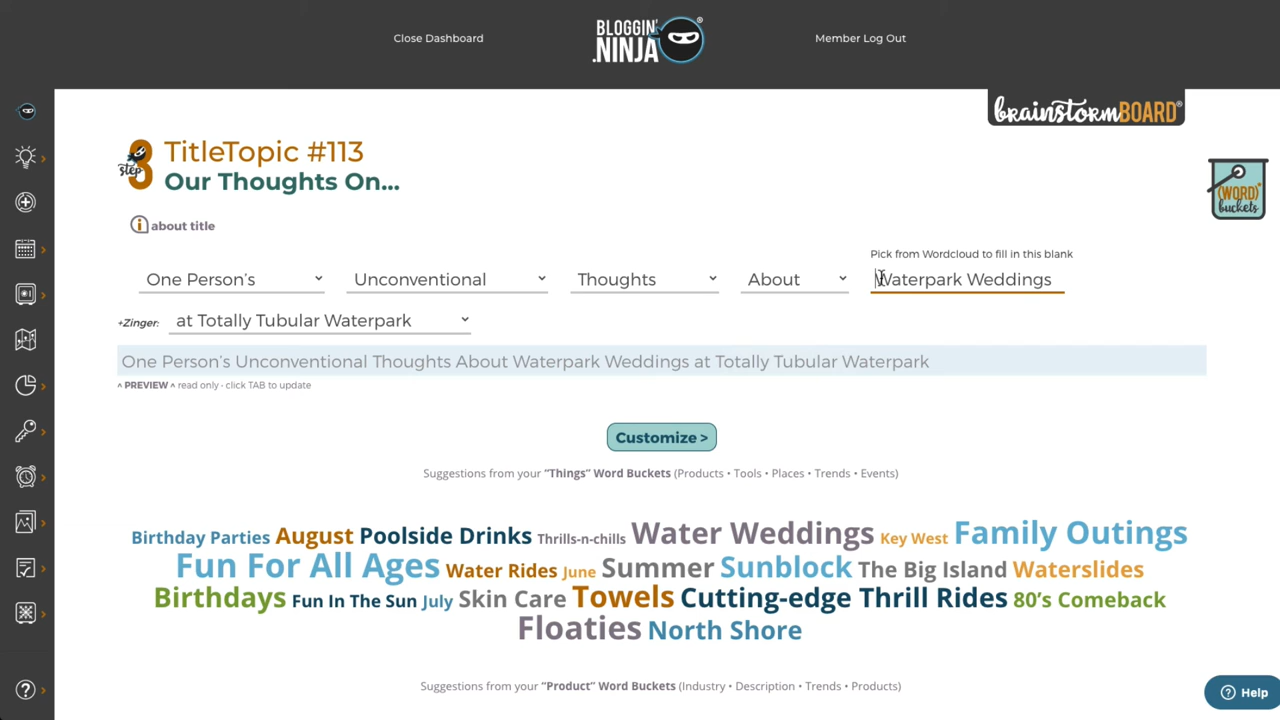 Close Dashboard
BLOGGIN'
.NINJA®
Member Log Out
brainstormBOARD®
step 3
TitleTopic #113
Our Thoughts On...
(WORD)
buckets
i about title
Pick from Wordcloud to fill in this blank
One Person's Unconventional Thoughts About Waterpark Weddings
+Zinger: at Totally Tubular Waterpark
One Person's Unconventional Thoughts About Waterpark Weddings at Totally Tubular Waterpark
^ PREVIEW ^ read only - click TAB to update
Customize >
Suggestions from your "Things" Word Buckets (Products • Tools • Places • Trends • Events)
Birthday Parties August Poolside Drinks Thrills-n-chills Water Weddings Key West Family Outings
Fun For All Ages Water Rides June Summer Sunblock The Big Island Waterslides
Birthdays Fun In The Sun July Skin Care Towels Cutting-edge Thrill Rides 80's Comeback
Floaties North Shore
Suggestions from your "Product" Word Buckets (Industry • Description • Trends • Products)
? Help